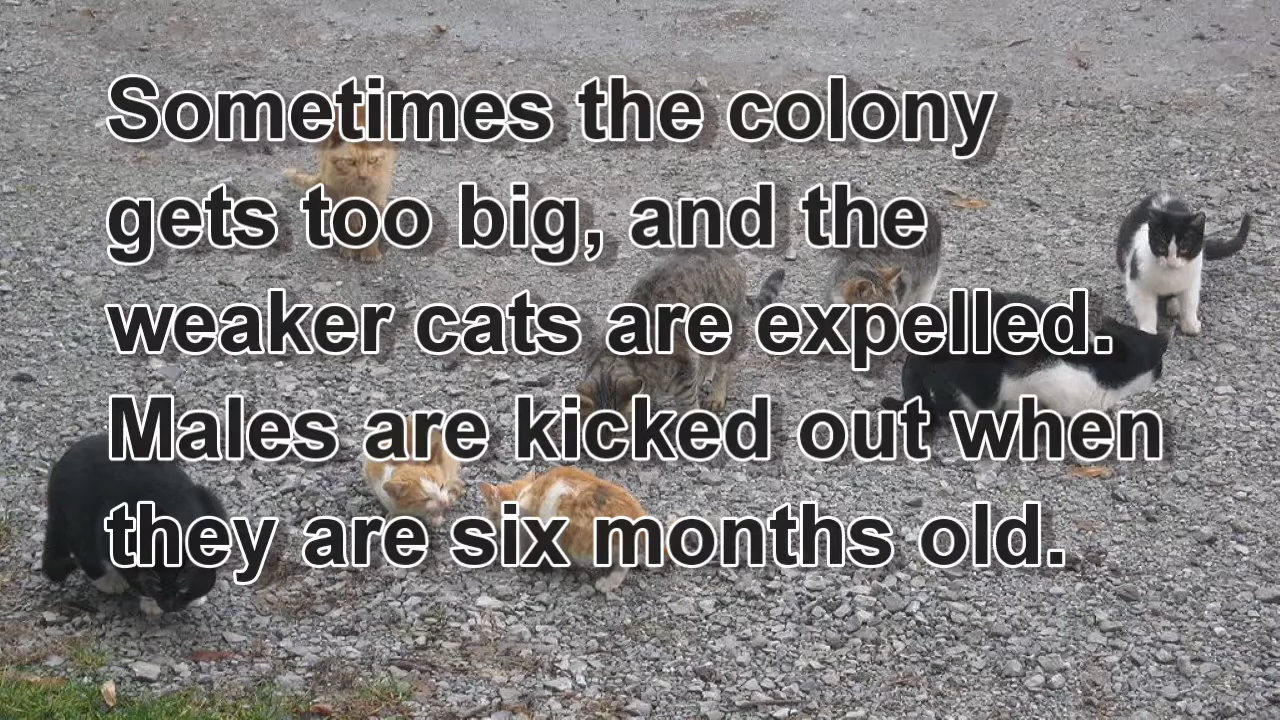 Sometimes the colony
gets too big, and the
weaker cats are expelled.
Males are kicked out when
they are six months old.